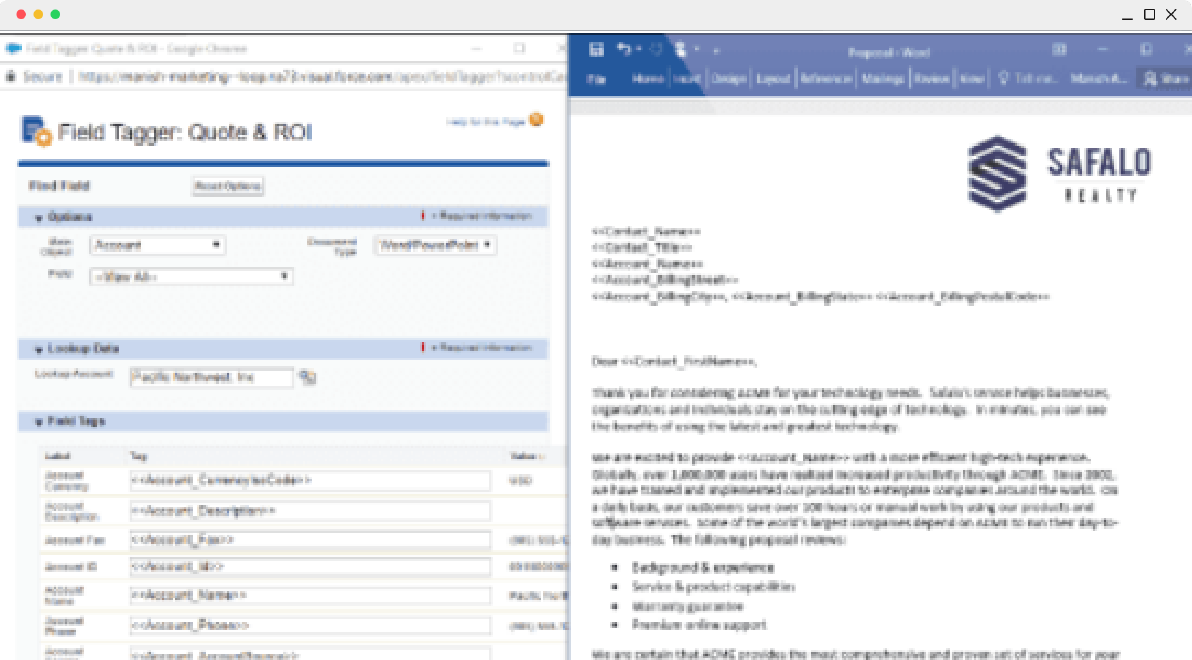 Field Tagger: Quote & ROI - Google Chrome
Secure | https://manish-marketing--loop.na73.visual.force.com/apex/fieldTagger?scontrolCa
Field Tagger: Quote & ROI
Help for this Page
Find Field
Reset Options
Options
= Required Information
Main Object
Account
Document Type
Word/PowerPoint
Field
--View All--
Lookup Data
= Required Information
Lookup Account
Pacific Northwest, Inc
Field Tags
Label Tag Value
Account Currency
<<Account_CurrencyIsoCode>>
USD
Account Description
<<Account_Description>>
Account Fax
<<Account_Fax>>
Account ID
<<Account_Id>>
Account Name
<<Account_Name>>
Pacific North
Account Phone
<<Account_Phone>>
Account
<<Account_AccountSource>>
Proposal - Word
File Home Insert Design Layout References Mailings Review View Tell me... Manish A... Share
SAFALO
REALTY
<<Contact_Name>>
<<Contact_Title>>
<<Account_Name>>
<<Account_BillingStreet>>
<<Account_BillingCity>>, <<Account_BillingState>> <<Account_BillingPostalCode>>
Dear <<Contact_FirstName>>,
Thank you for considering ACME for your technology needs. Safalo's service helps businesses,
organizations and individuals stay on the cutting edge of technology. In minutes, you can see
the benefits of using the latest and greatest technology.
We are excited to provide <<Account_Name>> with a more efficient high-tech experience.
Globally, over 1,000,000 users have realized increased productivity through ACME. Since 2002,
we have trained and implemented our products to enterprise companies around the world. On
a daily basis, our customers save over 100 hours or manual work by using our products and
software services. Some of the world's largest companies depend on ACME to run their day-to-
day business. The following proposal reviews:
Background & experience
Service & product capabilities
Warranty guarantee
Premium online support
We are certain that ACME provides the most comprehensive and proven set of services for your